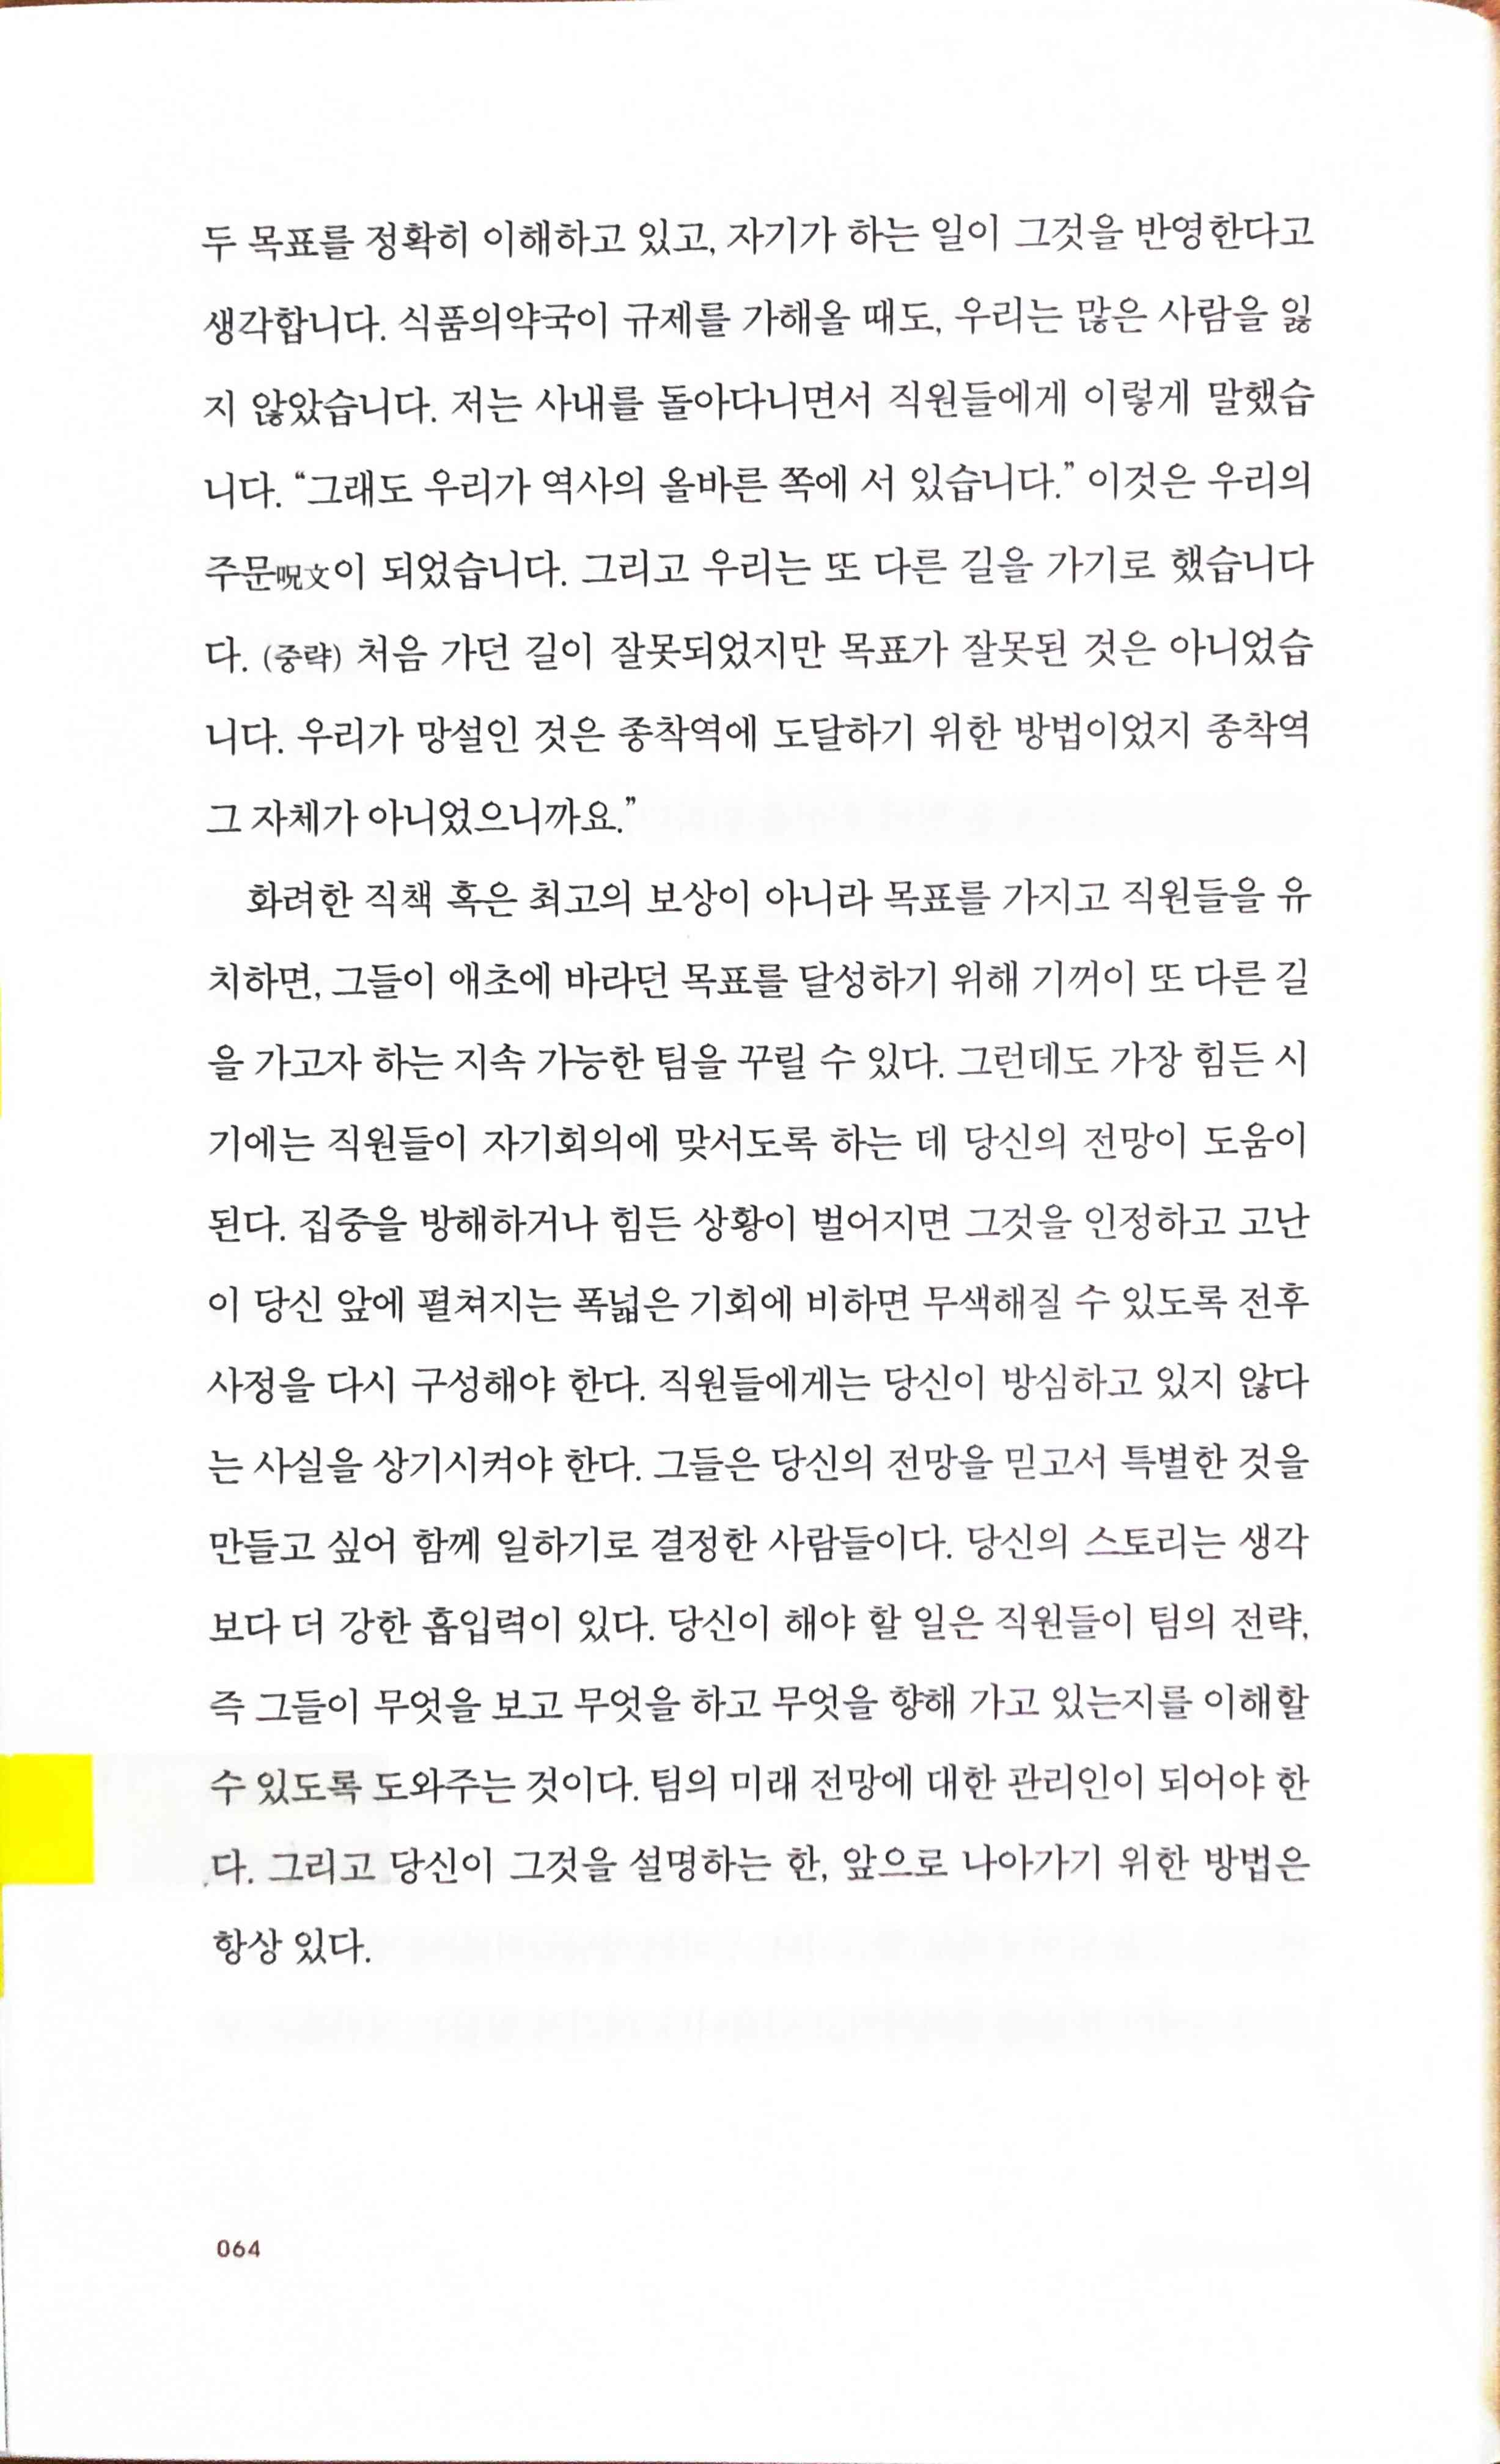 두 목표를 정확히 이해하고 있고, 자기가 하는 일이 그것을 반영한다고
생각합니다. 식품의약국이 규제를 가해올 때도, 우리는 많은 사람을 잃
지 않았습니다. 저는 사내를 돌아다니면서 직원들에게 이렇게 말했습
니다. “그래도 우리가 역사의 올바른 쪽에 서 있습니다.” 이것은 우리의
주문呪文이 되었습니다. 그리고 우리는 또 다른 길을 가기로 했습니다
다. (중략) 처음 가던 길이 잘못되었지만 목표가 잘못된 것은 아니었습
니다. 우리가 망설인 것은 종착역에 도달하기 위한 방법이었지 종착역
그 자체가 아니었으니까요.”
화려한 직책 혹은 최고의 보상이 아니라 목표를 가지고 직원들을 유
치하면, 그들이 애초에 바라던 목표를 달성하기 위해 기꺼이 또 다른 길
을 가고자 하는 지속 가능한 팀을 꾸릴 수 있다. 그런데도 가장 힘든 시
기에는 직원들이 자기회의에 맞서도록 하는 데 당신의 전망이 도움이
된다. 집중을 방해하거나 힘든 상황이 벌어지면 그것을 인정하고 고난
이 당신 앞에 펼쳐지는 폭넓은 기회에 비하면 무색해질 수 있도록 전후
사정을 다시 구성해야 한다. 직원들에게는 당신이 방심하고 있지 않다
는 사실을 상기시켜야 한다. 그들은 당신의 전망을 믿고서 특별한 것을
만들고 싶어 함께 일하기로 결정한 사람들이다. 당신의 스토리는 생각
보다 더 강한 흡입력이 있다. 당신이 해야 할 일은 직원들이 팀의 전략,
즉 그들이 무엇을 보고 무엇을 하고 무엇을 향해 가고 있는지를 이해할
수 있도록 도와주는 것이다. 팀의 미래 전망에 대한 관리인이 되어야 한
다. 그리고 당신이 그것을 설명하는 한, 앞으로 나아가기 위한 방법은
항상 있다.
064